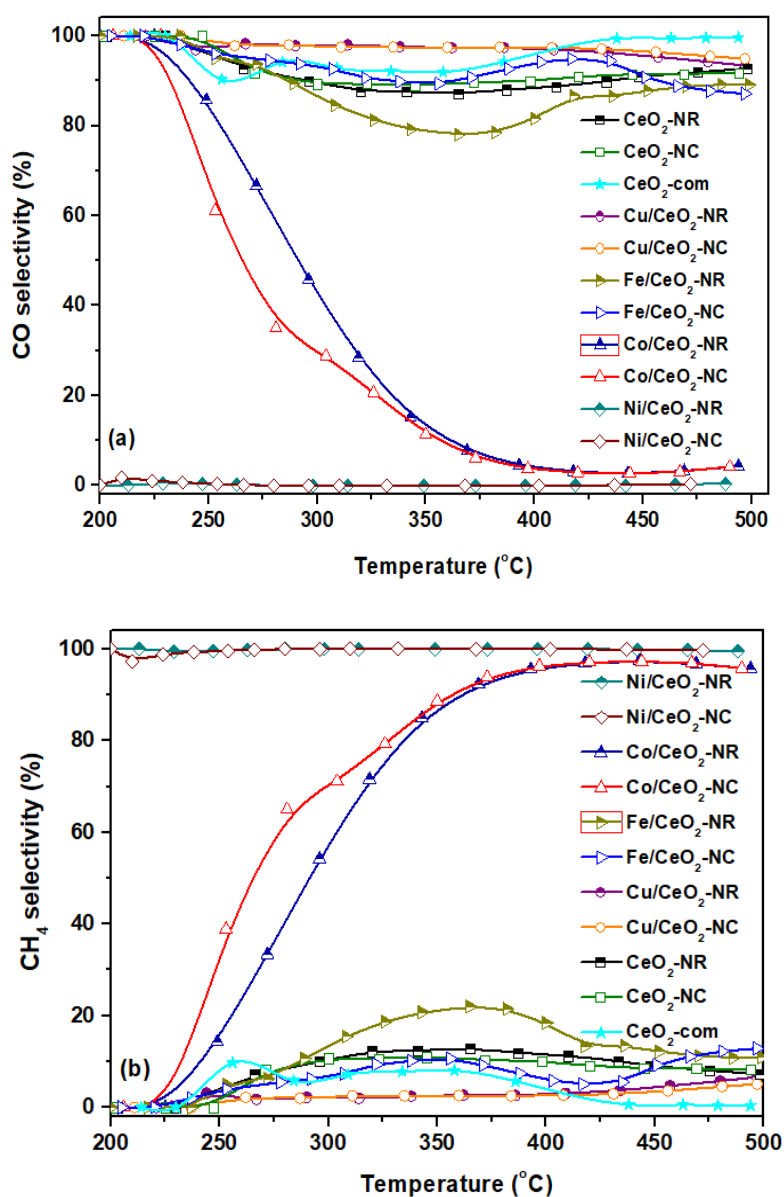 100
80
60
40
20
0
CO selectivity (%)
CeO2-NR
CeO2-NC
CeO2-com
Cu/CeO2-NR
Cu/CeO2-NC
Fe/CeO2-NR
Fe/CeO2-NC
Co/CeO2-NR
Co/CeO2-NC
Ni/CeO2-NR
Ni/CeO2-NC
(a)
200 250 300 350 400 450 500
Temperature (oC)
100
80
60
40
20
0
CH4 selectivity (%)
Ni/CeO2-NR
Ni/CeO2-NC
Co/CeO2-NR
Co/CeO2-NC
Fe/CeO2-NR
Fe/CeO2-NC
Cu/CeO2-NR
Cu/CeO2-NC
CeO2-NR
CeO2-NC
CeO2-com
(b)
200 250 300 350 400 450 500
Temperature (oC)